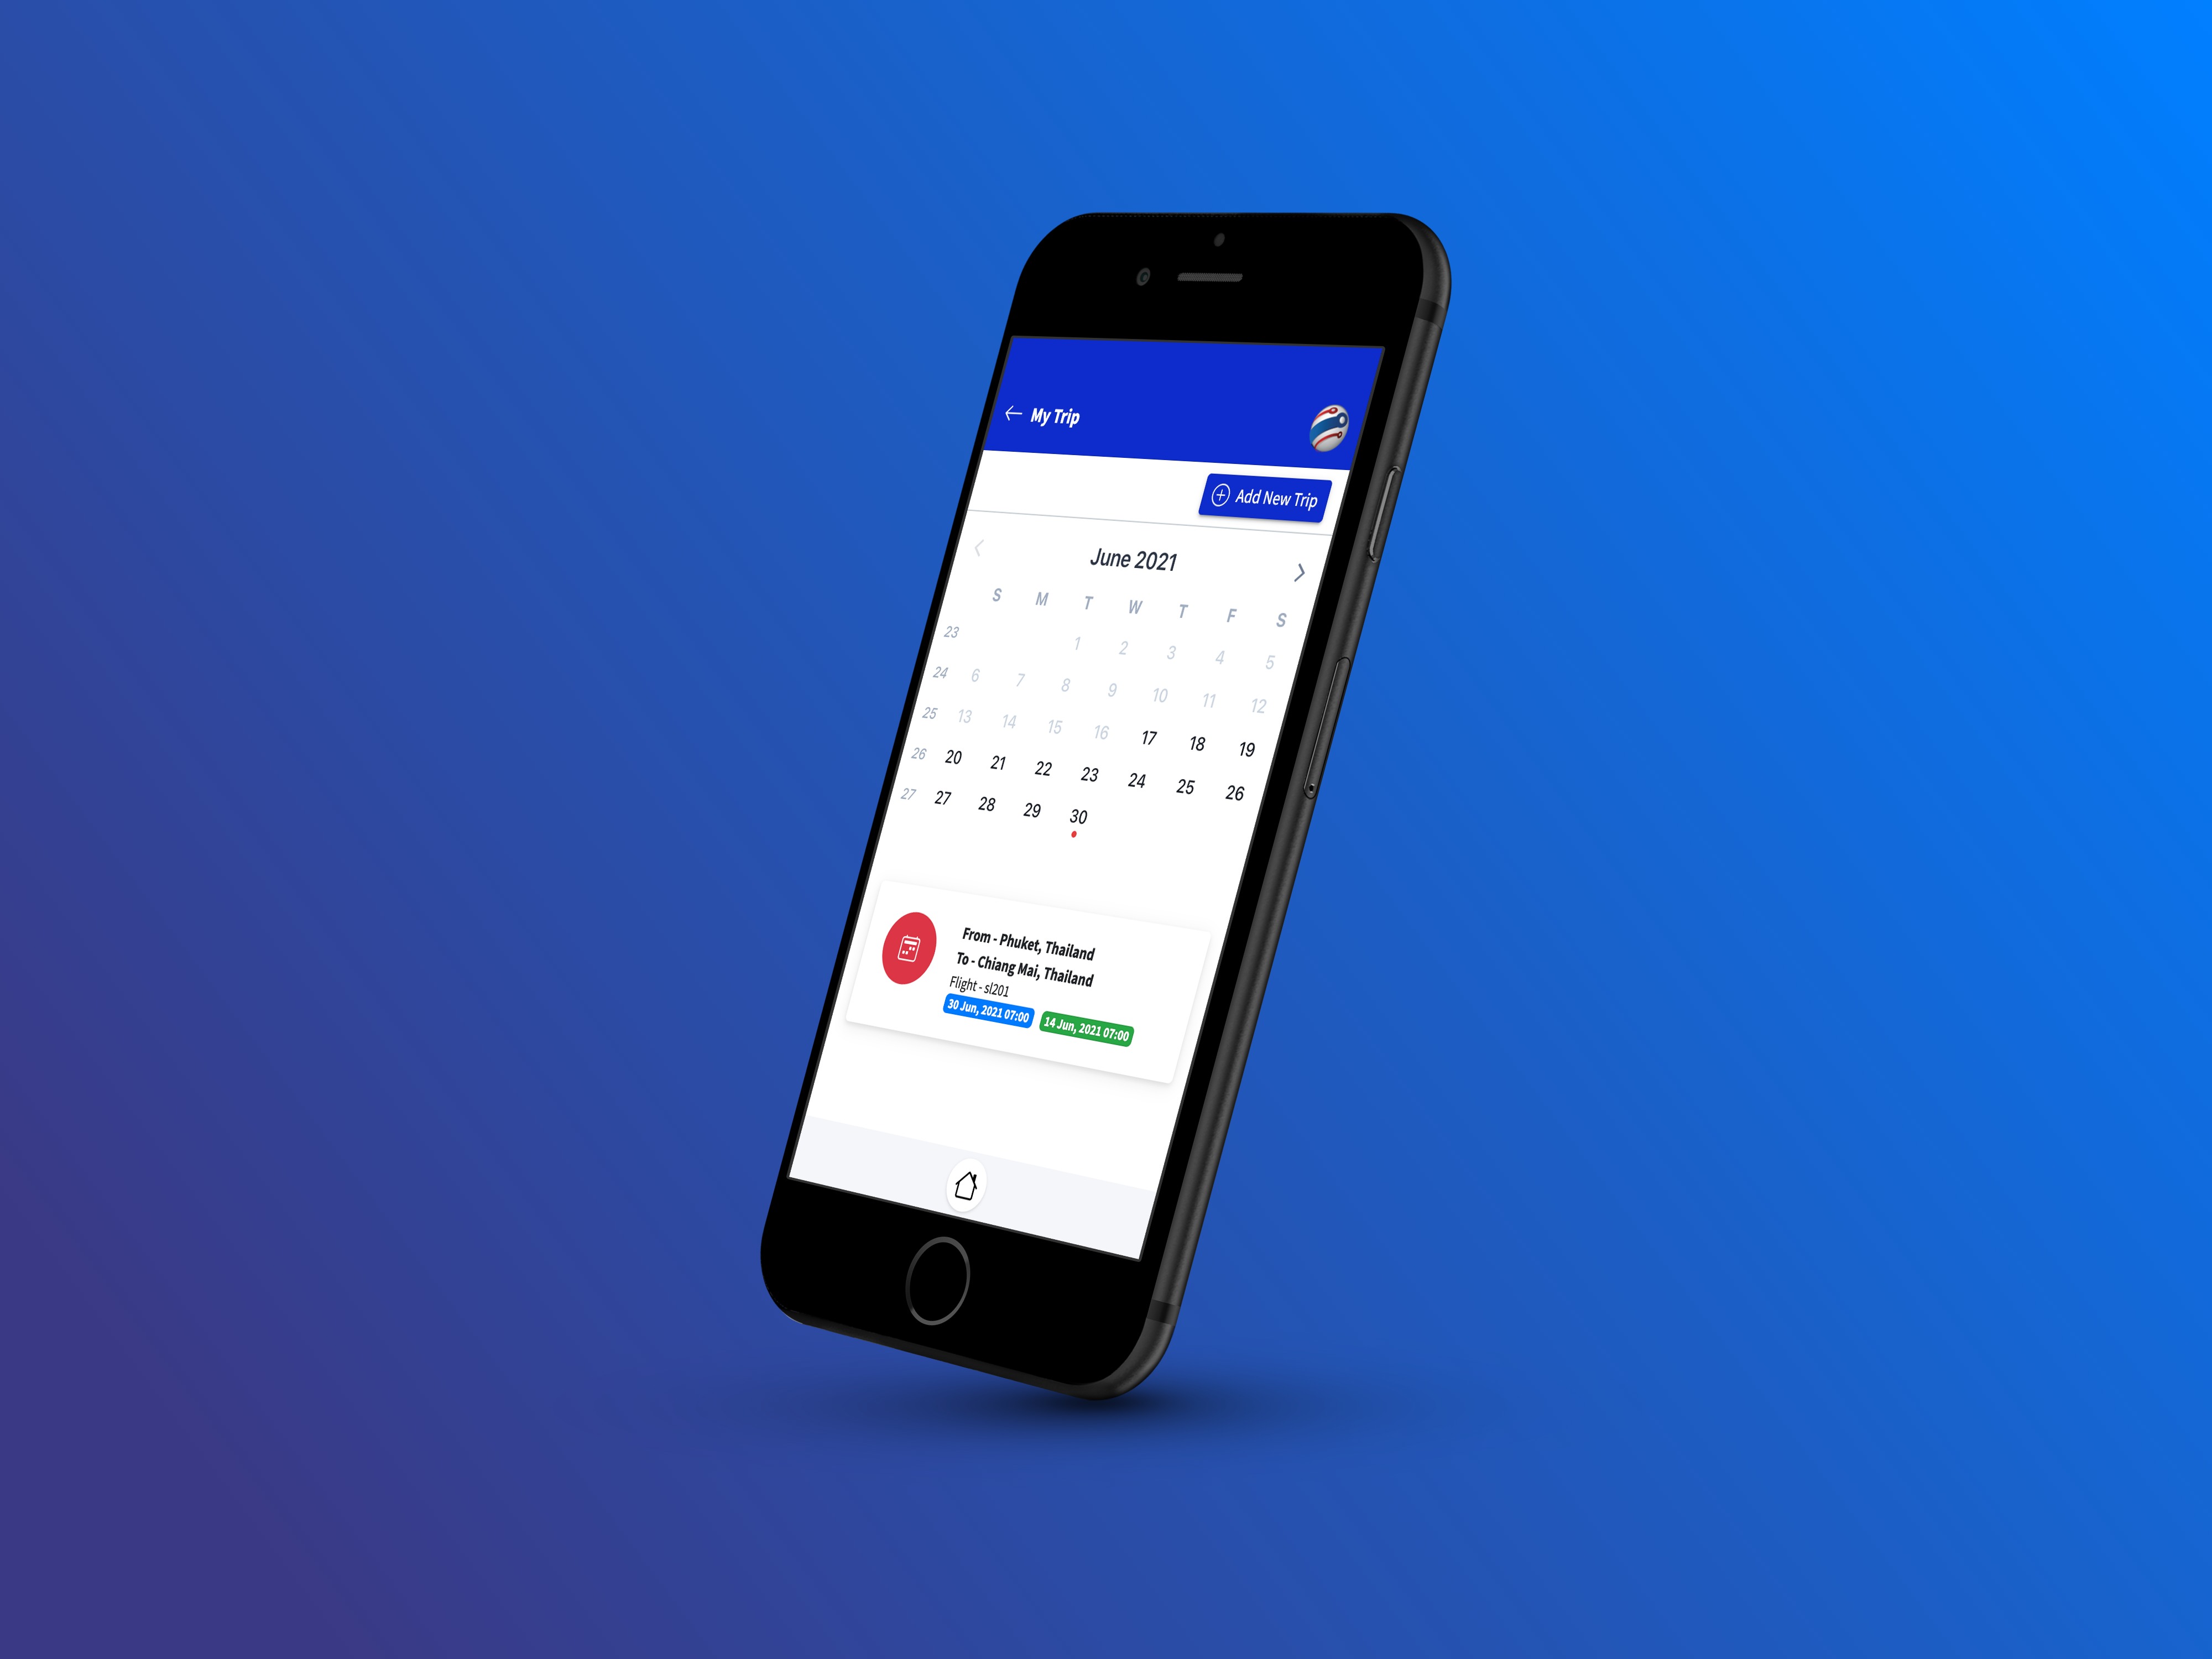 My Trip
Add New Trip
June 2021
S M T W T F S
23 1 2 3 4 5
24 6 7 8 9 10 11 12
25 13 14 15 16 17 18 19
26 20 21 22 23 24 25 26
27 27 28 29 30
From - Phuket, Thailand
To - Chiang Mai, Thailand
Flight - sl201
30 Jun, 2021 07:00 14 Jun, 2021 07:00